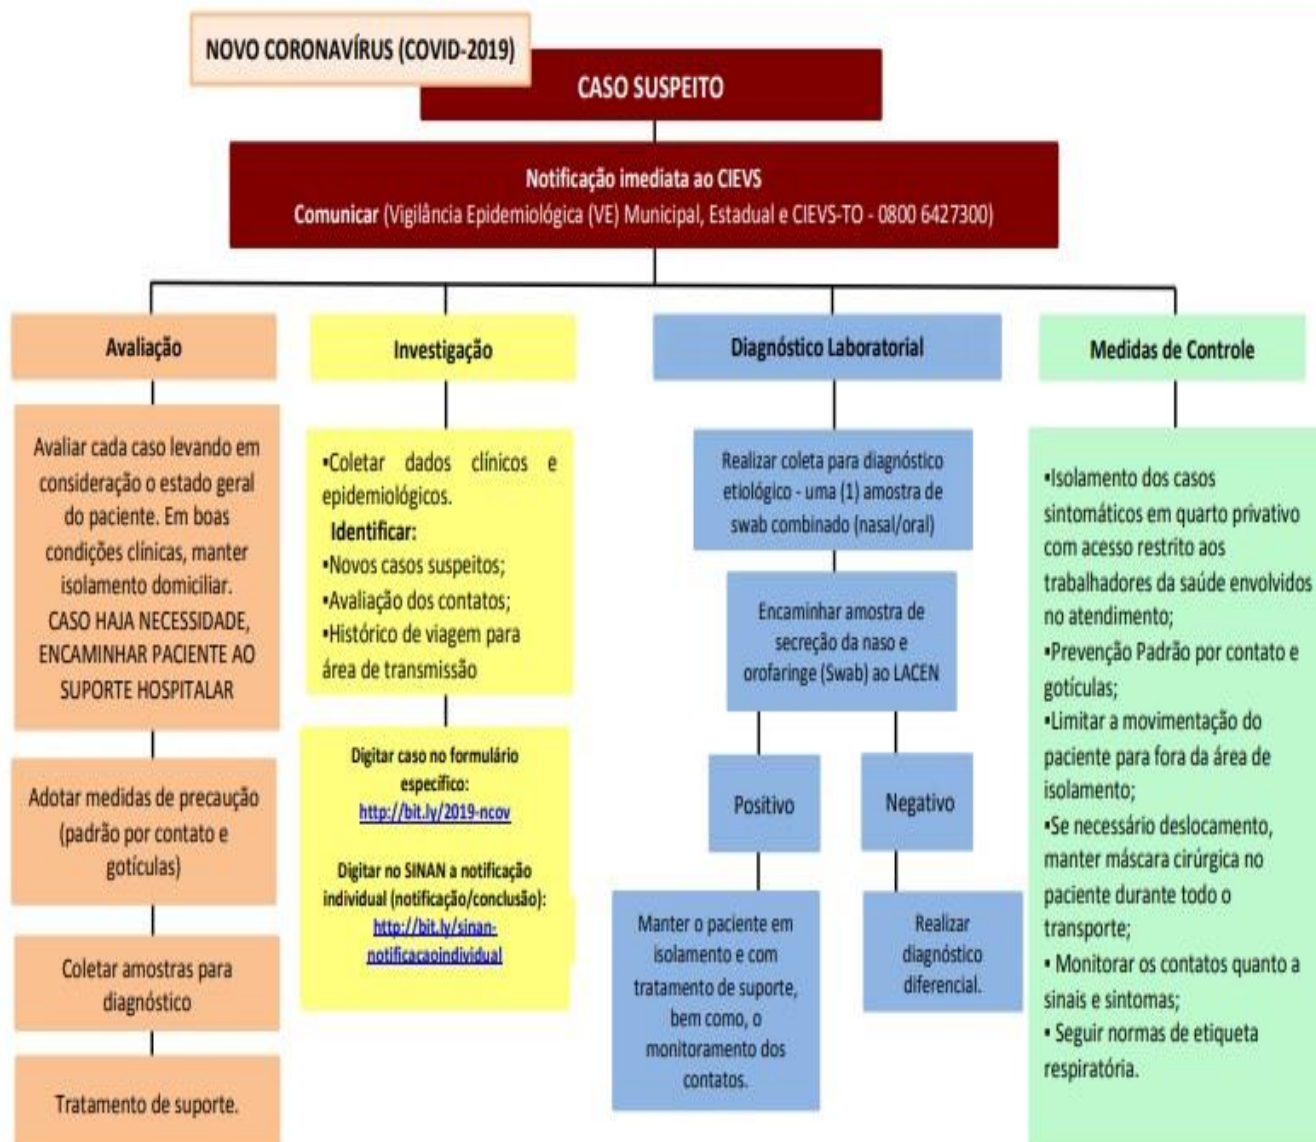 NOVO CORONAVÍRUS (COVID-2019)
CASO SUSPEITO
Notificação imediata ao CIEVS
Comunicar (Vigilância Epidemiológica (VE) Municipal, Estadual e CIEVS-TO - 0800 6427300)
Avaliação
Avaliar cada caso levando em
consideração o estado geral
do paciente. Em boas
condições clínicas, manter
isolamento domiciliar.
CASO HAJA NECESSIDADE,
ENCAMINHAR PACIENTE AO
SUPORTE HOSPITALAR
Adotar medidas de precaução
(padrão por contato e
gotículas)
Coletar amostras para
diagnóstico
Tratamento de suporte.
Investigação
▪Coletar dados clínicos e
epidemiológicos.
Identificar:
▪Novos casos suspeitos;
▪Avaliação dos contatos;
▪Histórico de viagem para
área de transmissão
Digitar caso no formulário
específico:
http://bit.ly/2019-ncov
Digitar no SINAN a notificação
individual (notificação/conclusão):
http://bit.ly/sinan-
notificacaoindividual
Diagnóstico Laboratorial
Realizar coleta para diagnóstico
etiológico - uma (1) amostra de
swab combinado (nasal/oral)
Encaminhar amostra de
secreção da naso e
orofaringe (Swab) ao LACEN
Positivo
Manter o paciente em
isolamento e com
tratamento de suporte,
bem como, o
monitoramento dos
contatos.
Negativo
Realizar
diagnóstico
diferencial.
Medidas de Controle
▪Isolamento dos casos
sintomáticos em quarto privativo
com acesso restrito aos
trabalhadores da saúde envolvidos
no atendimento;
▪Prevenção Padrão por contato e
gotículas;
▪Limitar a movimentação do
paciente para fora da área de
isolamento;
▪Se necessário deslocamento,
manter máscara cirúrgica no
paciente durante todo o
transporte;
▪ Monitorar os contatos quanto a
sinais e sintomas;
▪ Seguir normas de etiqueta
respiratória.